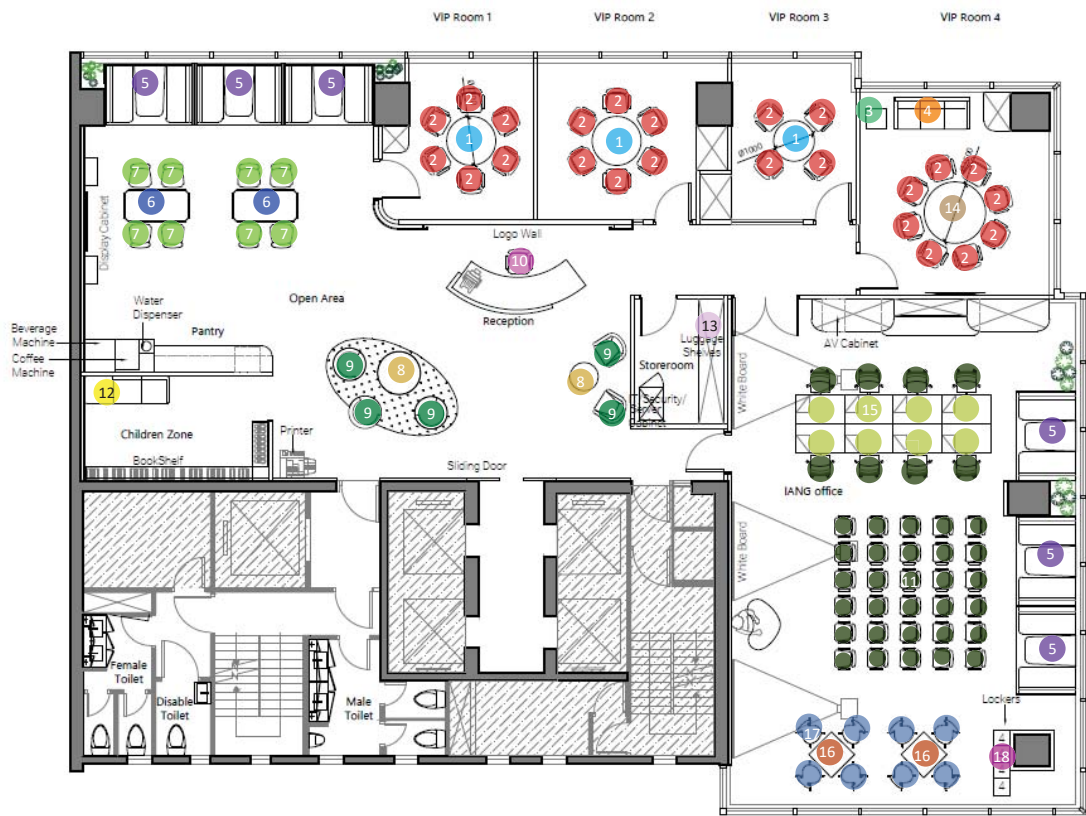 VIP Room 1
VIP Room 2
VIP Room 3
VIP Room 4
5
5
5
2
2
2
2
2
2
1
2
2
2
2
2
2
1
2
2
2
2
1
Ø1000
3
4
2
2
2
2
2
2
2
2
14
7
7
7
7
6
6
7
7
7
7
Display Cabinet
Logo Wall
10
Reception
Open Area
Water
Dispenser
Pantry
Beverage
Machine
Coffee
Machine
12
Children Zone
BookShelf
Printer
9
8
9
9
9
8
9
13
Luggage
Shelves
Storeroom
Security/
Server
Cabinet
AV Cabinet
White Board
15
5
IANG office
Sliding Door
White Board
11
5
5
Female
Toilet
Disable
Toilet
Male
Toilet
Lockers
17
16
16
4
18
4